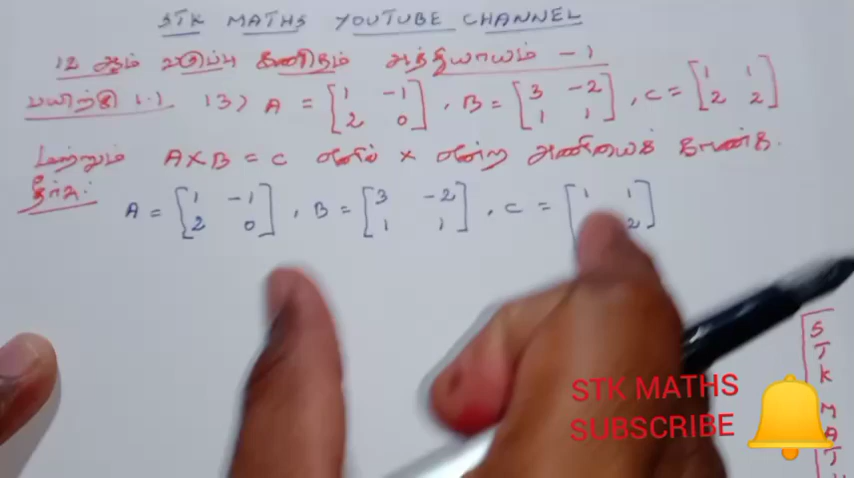 STK MATHS YOUTUBE CHANNEL
12 ஆம் வகுப்பு கணிதம் அத்தியாயம் - 1
பயிற்சி 1.1 13) A = [1 -1 2 0], B = [3 -2 1 1], C = [1 1 2 2]
மற்றும் A X B = C எனில் X என்ற அணியைக் காண்க.
தீர்வு:
A = [1 -1 2 0], B = [3 -2 1 1], C = [1 1 2]
STK MATHS
SUBSCRIBE
S
T
K
M
A
T